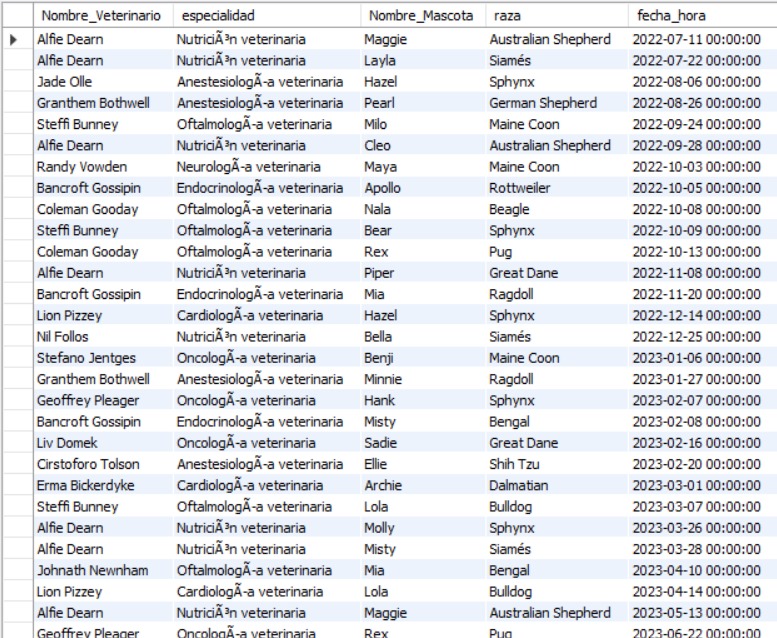 Nombre_Veterinario especialidad Nombre_Mascota raza fecha_hora
Alfie Dearn NutriciÃ³n veterinaria Maggie Australian Shepherd 2022-07-11 00:00:00
Alfie Dearn NutriciÃ³n veterinaria Layla Siamés 2022-07-22 00:00:00
Jade Olle AnestesiologÃ-a veterinaria Hazel Sphynx 2022-08-06 00:00:00
Granthem Bothwell AnestesiologÃ-a veterinaria Pearl German Shepherd 2022-08-26 00:00:00
Steffi Bunney OftalmologÃ-a veterinaria Milo Maine Coon 2022-09-24 00:00:00
Alfie Dearn NutriciÃ³n veterinaria Cleo Australian Shepherd 2022-09-28 00:00:00
Randy Vowden NeurologÃ-a veterinaria Maya Maine Coon 2022-10-03 00:00:00
Bancroft Gossipin EndocrinologÃ-a veterinaria Apollo Rottweiler 2022-10-05 00:00:00
Coleman Gooday OftalmologÃ-a veterinaria Nala Beagle 2022-10-08 00:00:00
Steffi Bunney OftalmologÃ-a veterinaria Bear Sphynx 2022-10-09 00:00:00
Coleman Gooday OftalmologÃ-a veterinaria Rex Pug 2022-10-13 00:00:00
Alfie Dearn NutriciÃ³n veterinaria Piper Great Dane 2022-11-08 00:00:00
Bancroft Gossipin EndocrinologÃ-a veterinaria Mia Ragdoll 2022-11-20 00:00:00
Lion Pizzey CardiologÃ-a veterinaria Hazel Sphynx 2022-12-14 00:00:00
Nil Follos NutriciÃ³n veterinaria Bella Siamés 2022-12-25 00:00:00
Stefano Jentges OncologÃ-a veterinaria Benji Maine Coon 2023-01-06 00:00:00
Granthem Bothwell AnestesiologÃ-a veterinaria Minnie Ragdoll 2023-01-27 00:00:00
Geoffrey Pleager OncologÃ-a veterinaria Hank Sphynx 2023-02-07 00:00:00
Bancroft Gossipin EndocrinologÃ-a veterinaria Misty Bengal 2023-02-08 00:00:00
Liv Domek OncologÃ-a veterinaria Sadie Great Dane 2023-02-16 00:00:00
Cirstoforo Tolson AnestesiologÃ-a veterinaria Ellie Shih Tzu 2023-02-20 00:00:00
Erma Bickerdyke CardiologÃ-a veterinaria Archie Dalmatian 2023-03-01 00:00:00
Steffi Bunney OftalmologÃ-a veterinaria Lola Bulldog 2023-03-07 00:00:00
Alfie Dearn NutriciÃ³n veterinaria Molly Sphynx 2023-03-26 00:00:00
Alfie Dearn NutriciÃ³n veterinaria Misty Siamés 2023-03-28 00:00:00
Johnath Newnham OftalmologÃ-a veterinaria Mia Bengal 2023-04-10 00:00:00
Lion Pizzey CardiologÃ-a veterinaria Lola Bulldog 2023-04-14 00:00:00
Alfie Dearn NutriciÃ³n veterinaria Maggie Australian Shepherd 2023-05-13 00:00:00
Geoffrey Pleager OncologÃ-a veterinaria Rex Pug 2023-06-22 00:00:00